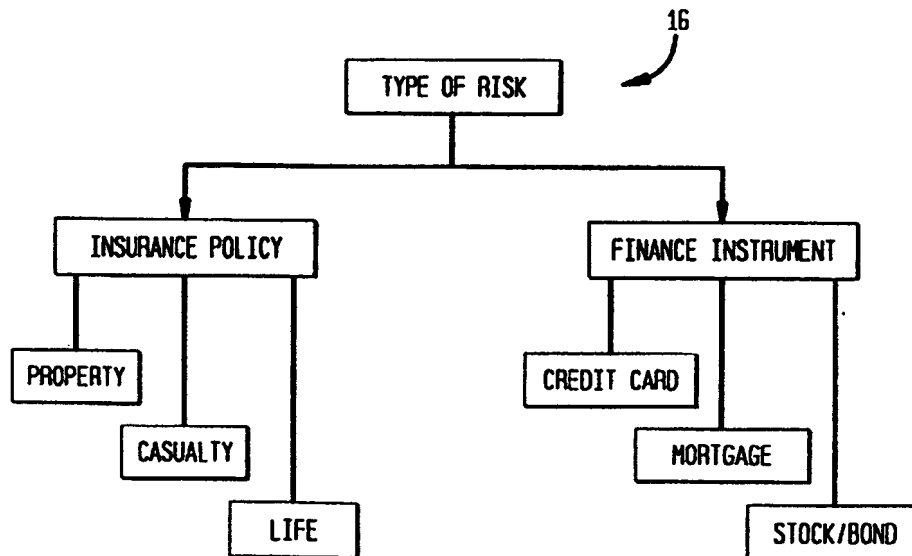 16
TYPE OF RISK
INSURANCE POLICY
FINANCE INSTRUMENT
PROPERTY
CREDIT CARD
CASUALTY
MORTGAGE
LIFE
STOCK/BOND